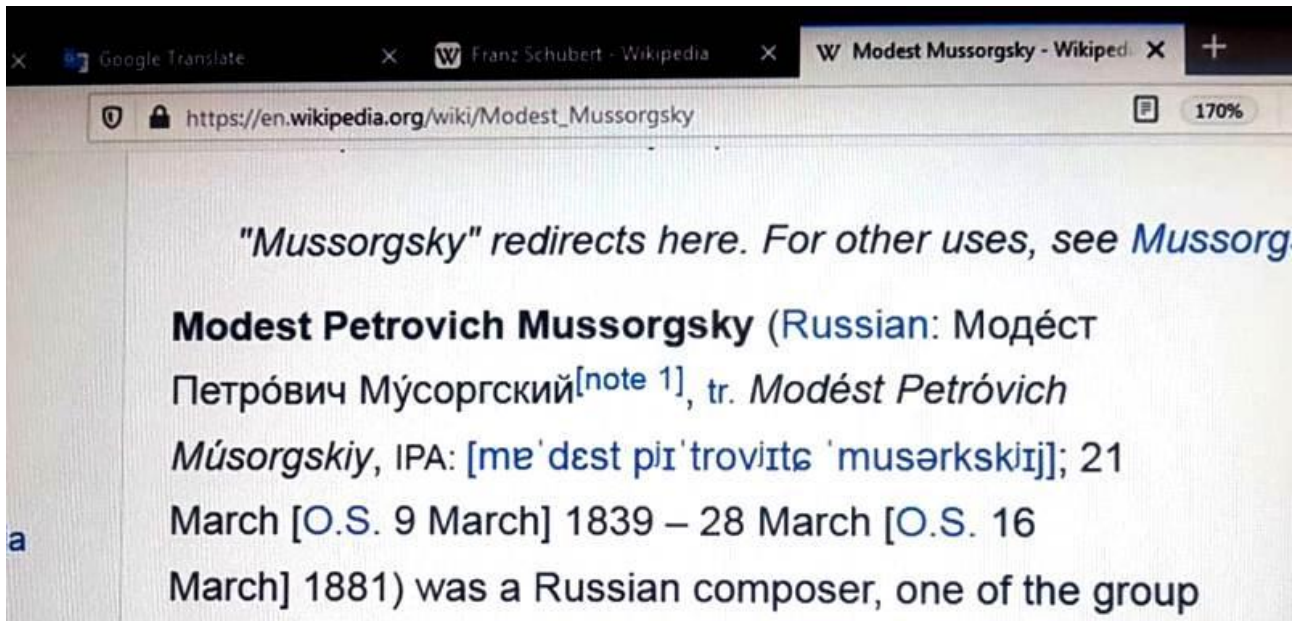 Google Translate
Franz Schubert - Wikipedia
Modest Mussorgsky - Wikiped
https://en.wikipedia.org/wiki/Modest_Mussorgsky
170%
"Mussorgsky" redirects here. For other uses, see Mussorgs
Modest Petrovich Mussorgsky (Russian: Моде́ст
Петро́вич Му́соргский[note 1], tr. Modést Petróvich
Músorgskiy, IPA: [mɐˈdɛst pʲɪˈtrovʲɪtɕ ˈmusərkskʲɪj]; 21
March [O.S. 9 March] 1839 – 28 March [O.S. 16
a
March] 1881) was a Russian composer, one of the group